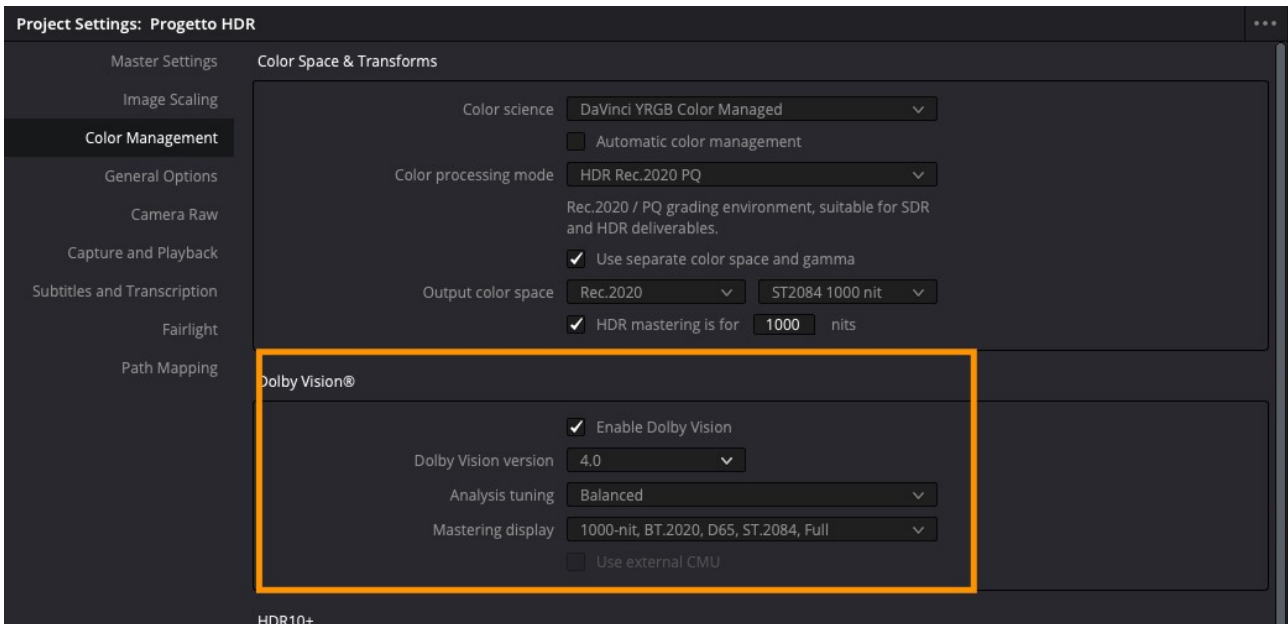 Project Settings: Progetto HDR
Master Settings
Image Scaling
Color Management
General Options
Camera Raw
Capture and Playback
Subtitles and Transcription
Fairlight
Path Mapping
Color Space & Transforms
Color science DaVinci YRGB Color Managed
Automatic color management
Color processing mode HDR Rec.2020 PQ
Rec.2020 / PQ grading environment, suitable for SDR
and HDR deliverables.
Use separate color space and gamma
Output color space Rec.2020 ST2084 1000 nit
HDR mastering is for 1000 nits
Dolby Vision®
Enable Dolby Vision
Dolby Vision version 4.0
Analysis tuning Balanced
Mastering display 1000-nit, BT.2020, D65, ST.2084, Full
Use external CMU
HDR10+